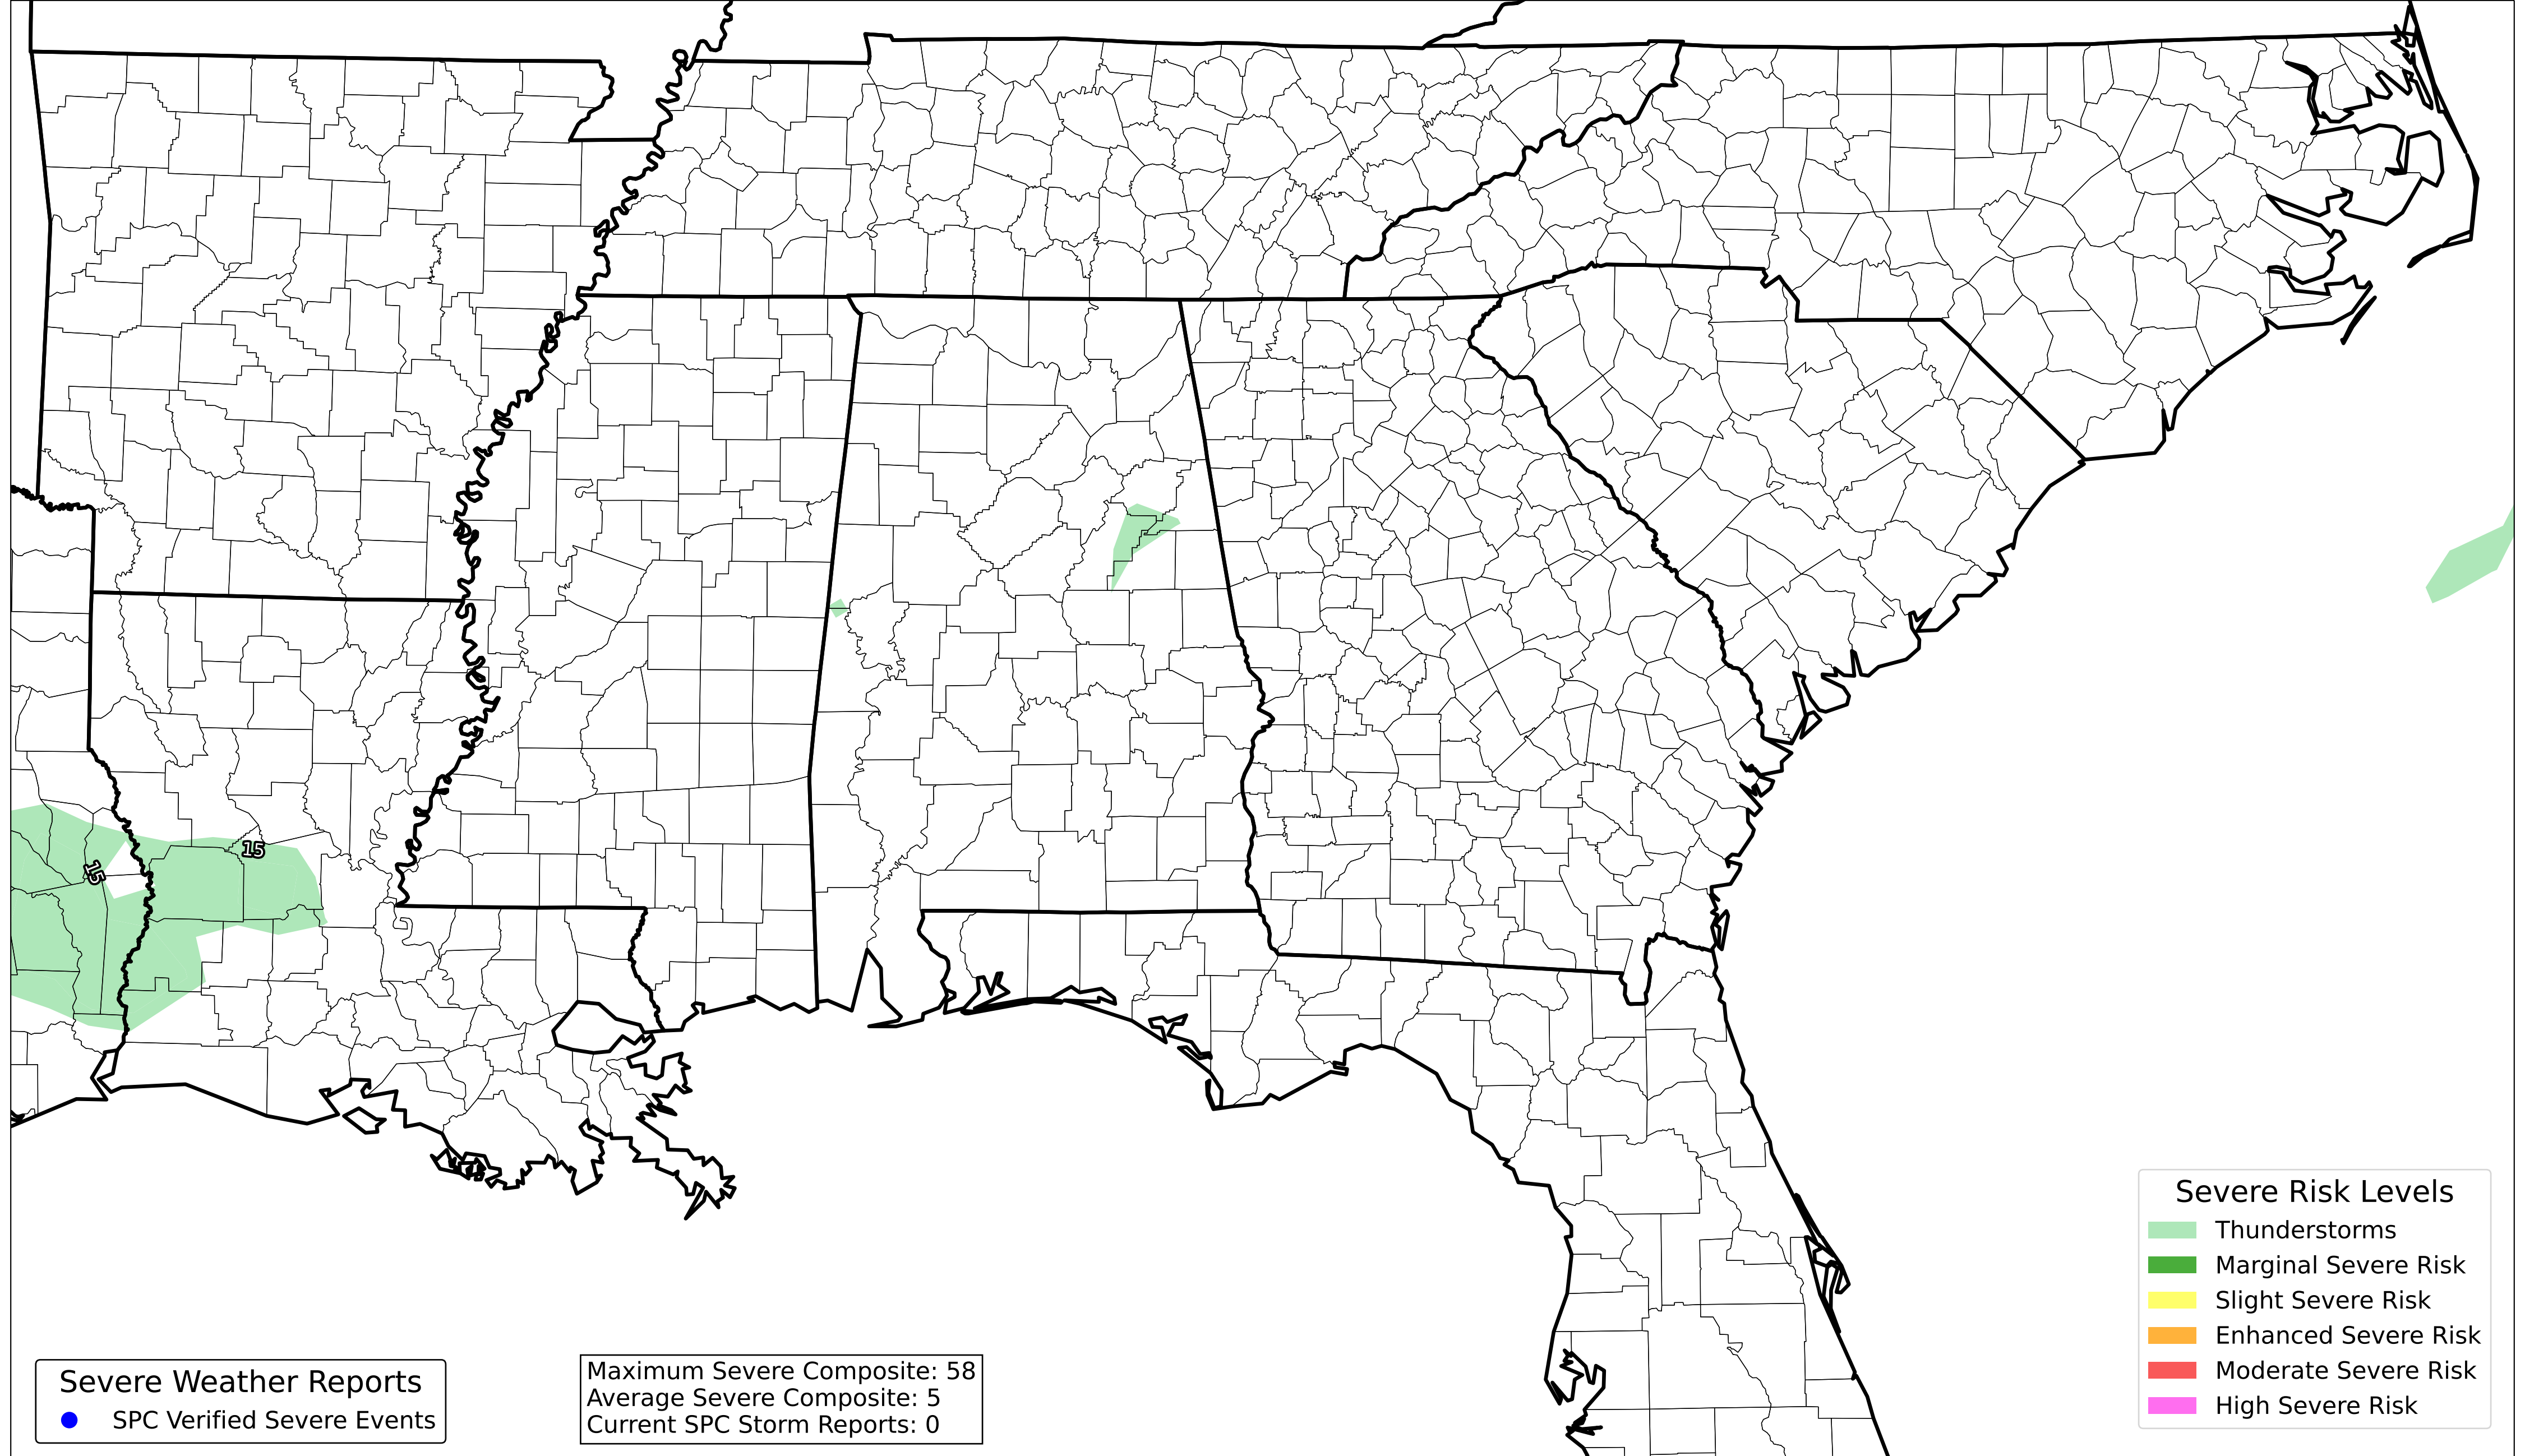 15
15
Severe Risk Levels
Thunderstorms
Marginal Severe Risk
Slight Severe Risk
Enhanced Severe Risk
Moderate Severe Risk
High Severe Risk
Severe Weather Reports
SPC Verified Severe Events
Maximum Severe Composite: 58
Average Severe Composite: 5
Current SPC Storm Reports: 0